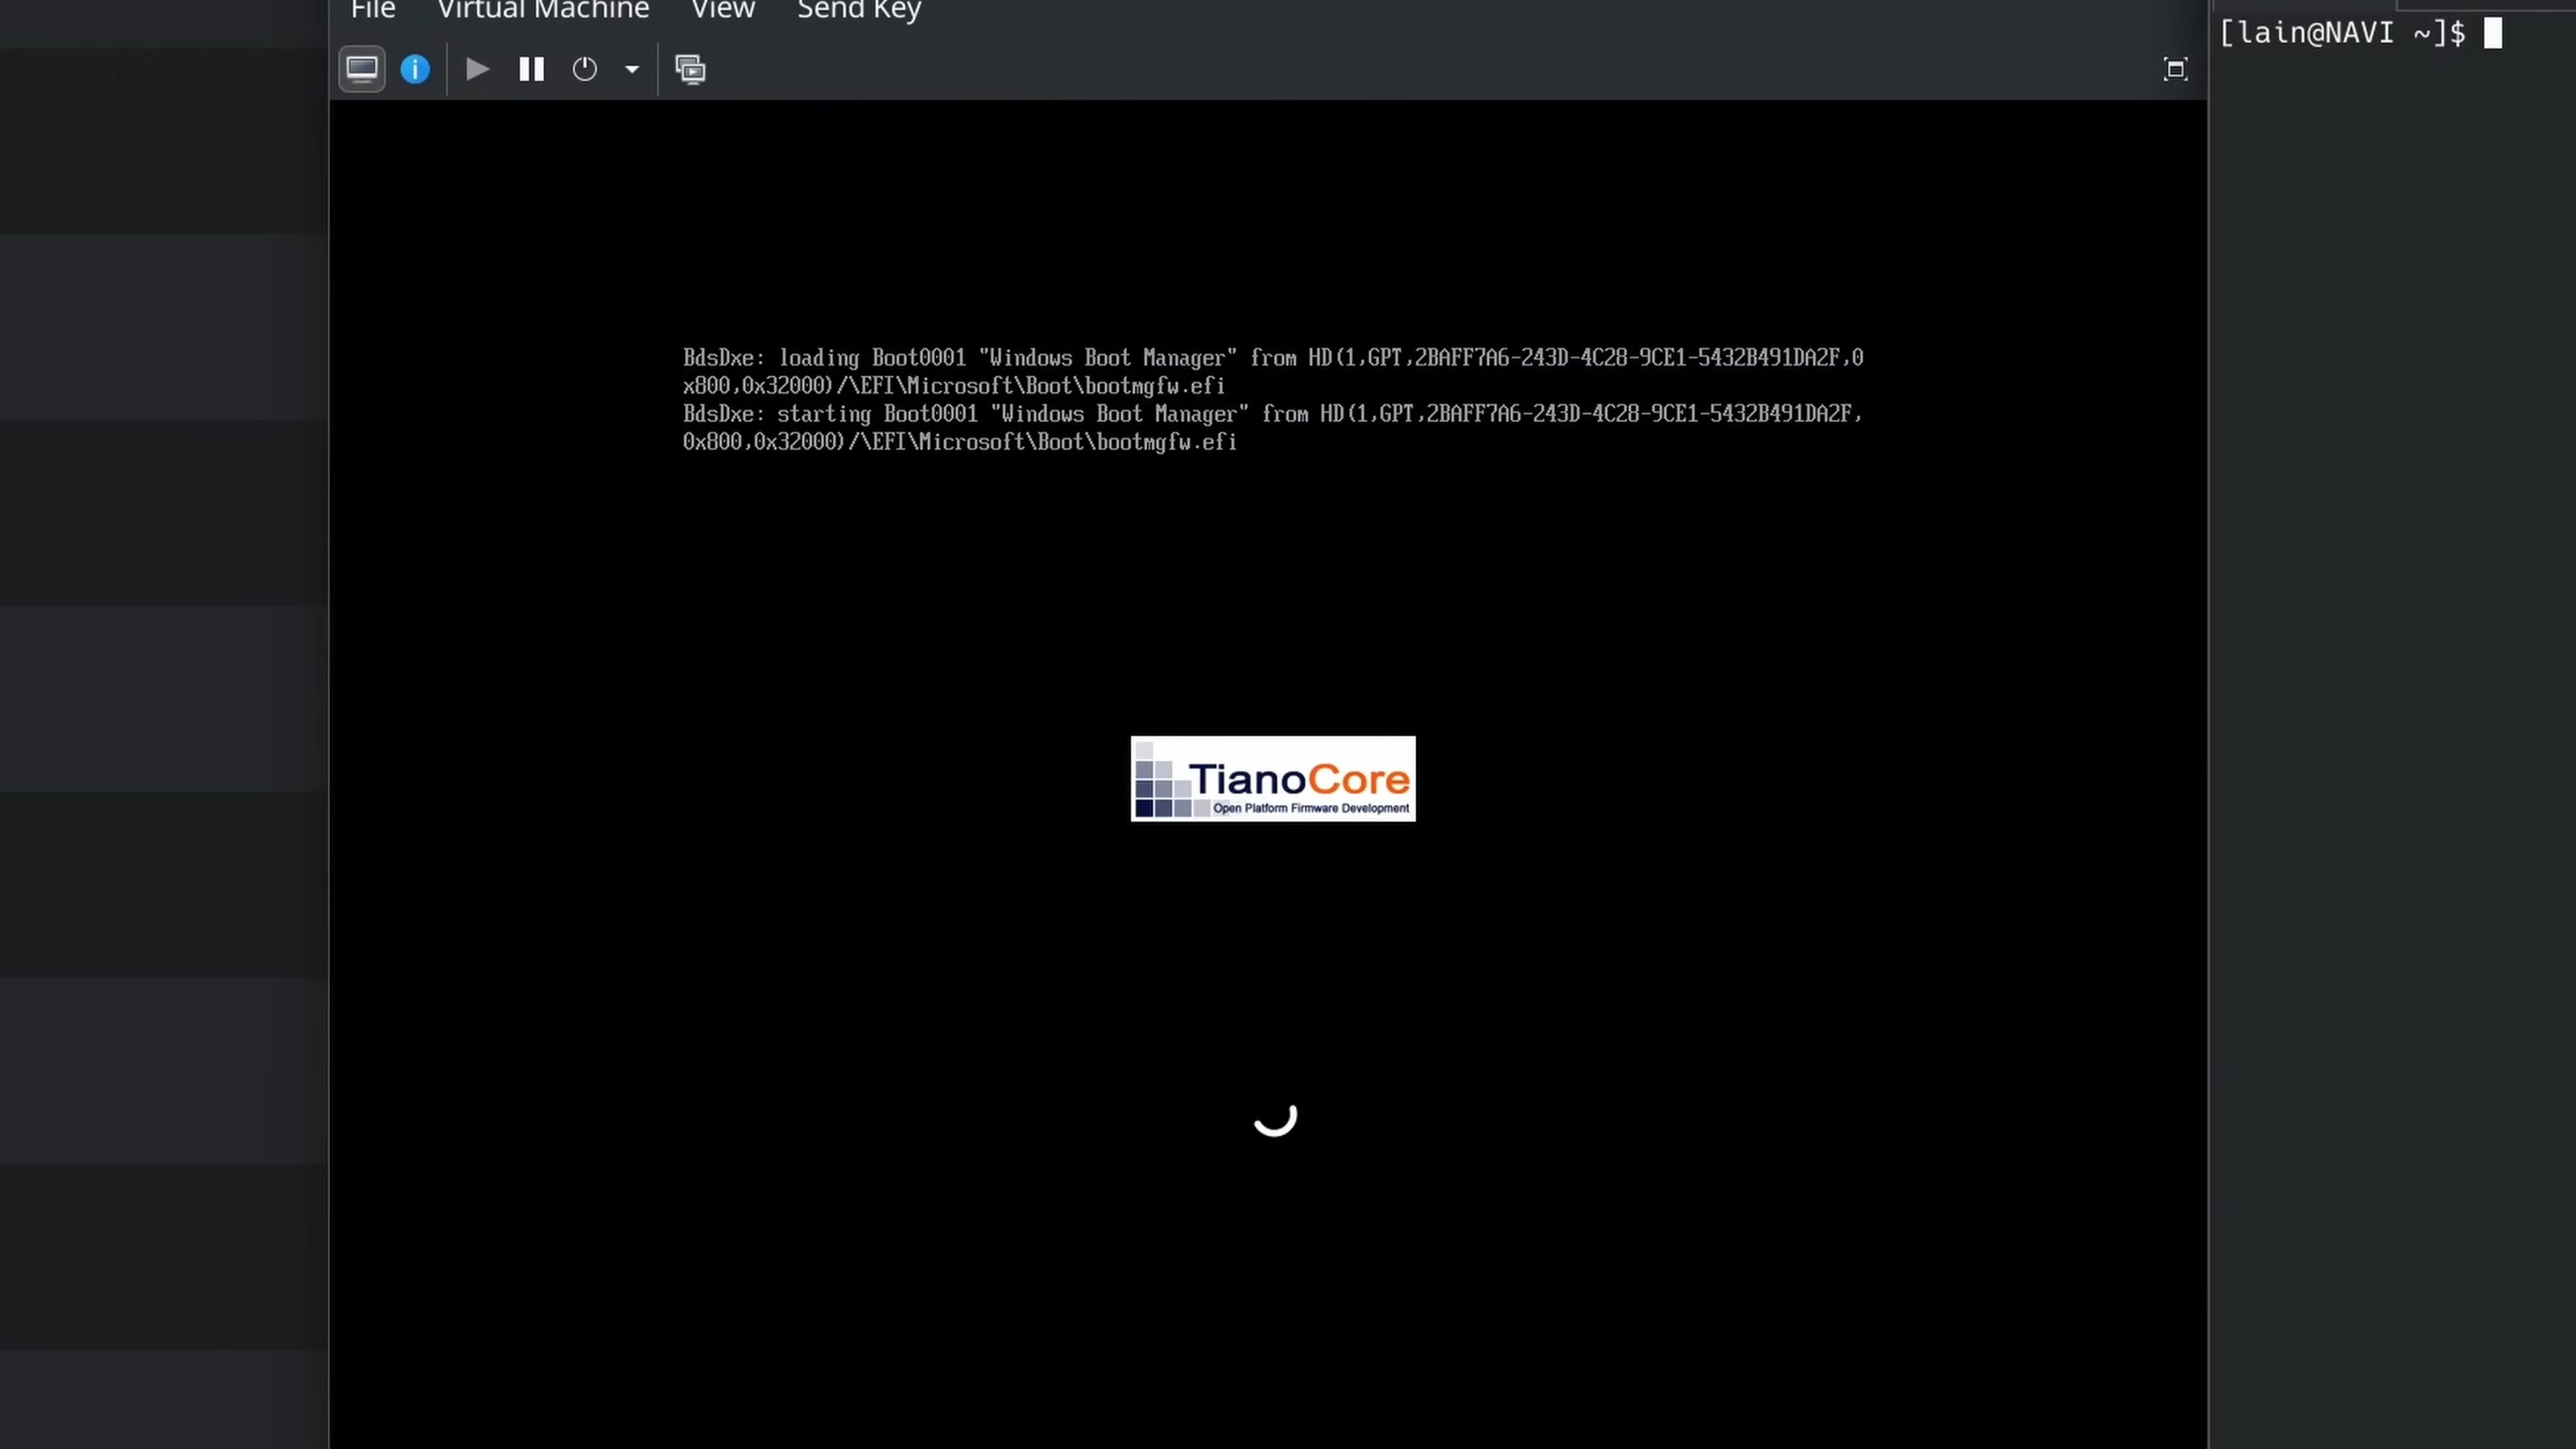 File Virtual Machine View Send Key
[lain@NAVI ~]$
BdsDxe: loading Boot0001 "Windows Boot Manager" from HD(1,GPT,2BAFF7A6-243D-4C28-9CE1-5432B491DA2F,0
x800,0x32000)/\EFI\Microsoft\Boot\bootmgfw.efi
BdsDxe: starting Boot0001 "Windows Boot Manager" from HD(1,GPT,2BAFF7A6-243D-4C28-9CE1-5432B491DA2F,
0x800,0x32000)/\EFI\Microsoft\Boot\bootmgfw.efi
TianoCore
Open Platform Firmware Development